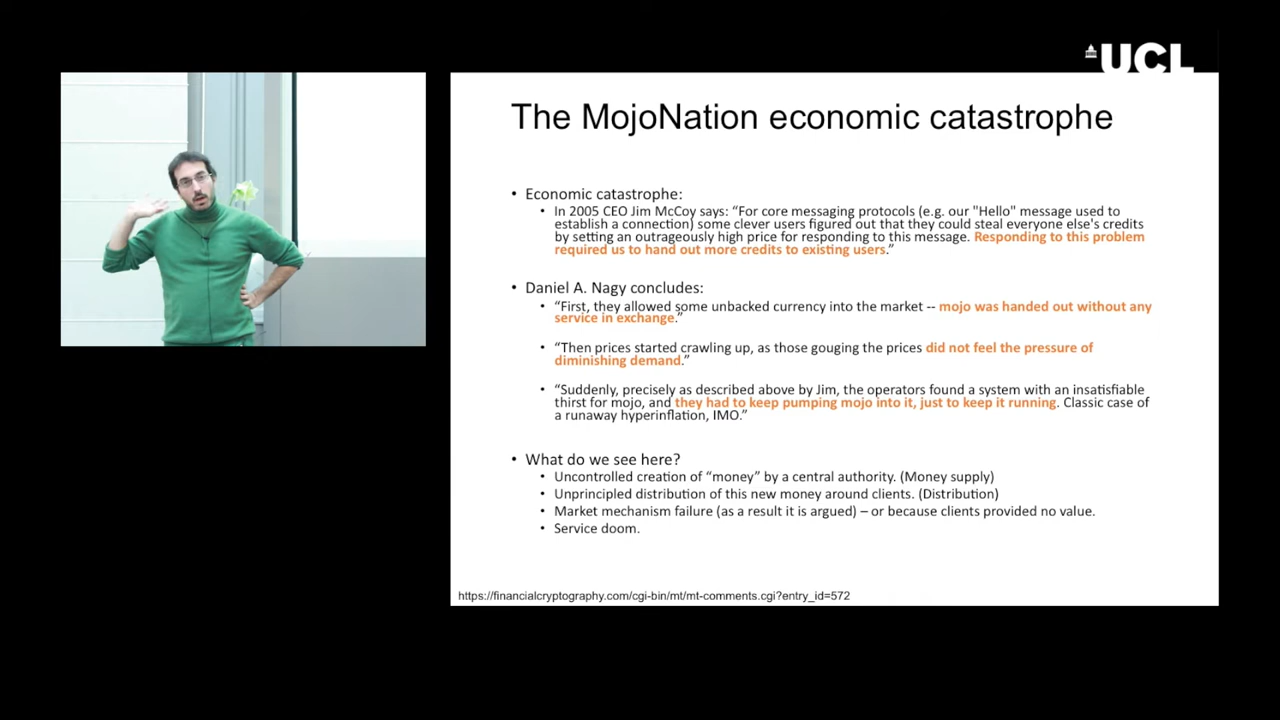 UCL
The MojoNation economic catastrophe
• Economic catastrophe:
• In 2005 CEO Jim McCoy says: “For core messaging protocols (e.g. our "Hello" message used to
establish a connection) some clever users figured out that they could steal everyone else's credits
by setting an outrageously high price for responding to this message. Responding to this problem
required us to hand out more credits to existing users.”
• Daniel A. Nagy concludes:
• “First, they allowed some unbacked currency into the market -- mojo was handed out without any
service in exchange.”
• “Then prices started crawling up, as those gouging the prices did not feel the pressure of
diminishing demand.”
• “Suddenly, precisely as described above by Jim, the operators found a system with an insatisfiable
thirst for mojo, and they had to keep pumping mojo into it, just to keep it running. Classic case of
a runaway hyperinflation, IMO.”
• What do we see here?
• Uncontrolled creation of “money” by a central authority. (Money supply)
• Unprincipled distribution of this new money around clients. (Distribution)
• Market mechanism failure (as a result it is argued) – or because clients provided no value.
• Service doom.
https://financialcryptography.com/cgi-bin/mt/mt-comments.cgi?entry_id=572